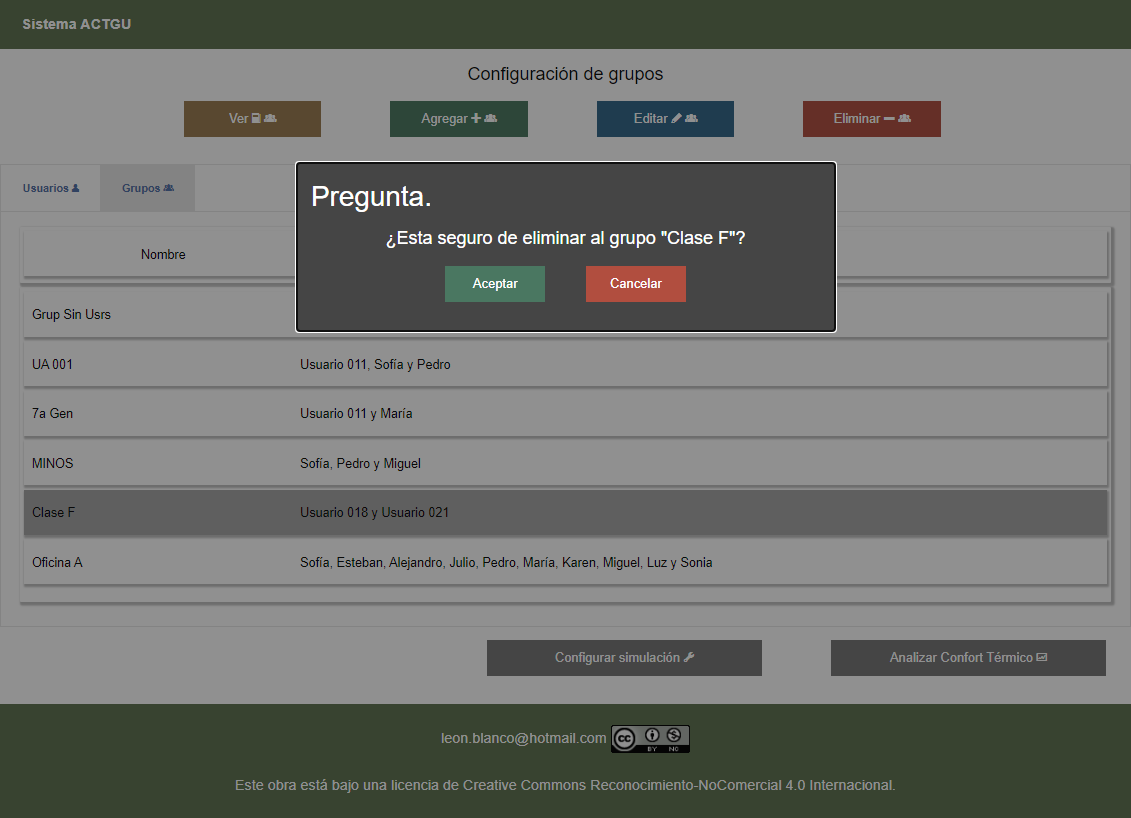 Sistema ACTGU
Configuración de grupos
Ver
Agregar
Editar
Eliminar
Usuarios
Grupos
Pregunta.
¿Esta seguro de eliminar al grupo "Clase F"?
Aceptar
Cancelar
Nombre
Grup Sin Usrs
UA 001 Usuario 011, Sofía y Pedro
7a Gen Usuario 011 y María
MINOS Sofía, Pedro y Miguel
Clase F Usuario 018 y Usuario 021
Oficina A Sofía, Esteban, Alejandro, Julio, Pedro, María, Karen, Miguel, Luz y Sonia
Configurar simulación
Analizar Confort Térmico
leon.blanco@hotmail.com
cc BY NC
Este obra está bajo una licencia de Creative Commons Reconocimiento-NoComercial 4.0 Internacional.